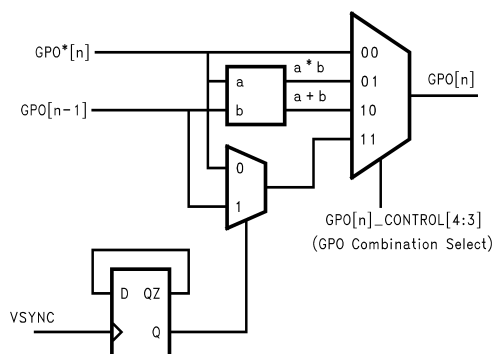 GPO*[n]
00
a * b
a
01
GPO[n]
a + b
GPO[n-1]
b
10
11
0
1
GPO[n]_CONTROL[4:3]
(GPO Combination Select)
D QZ
VSYNC
Q